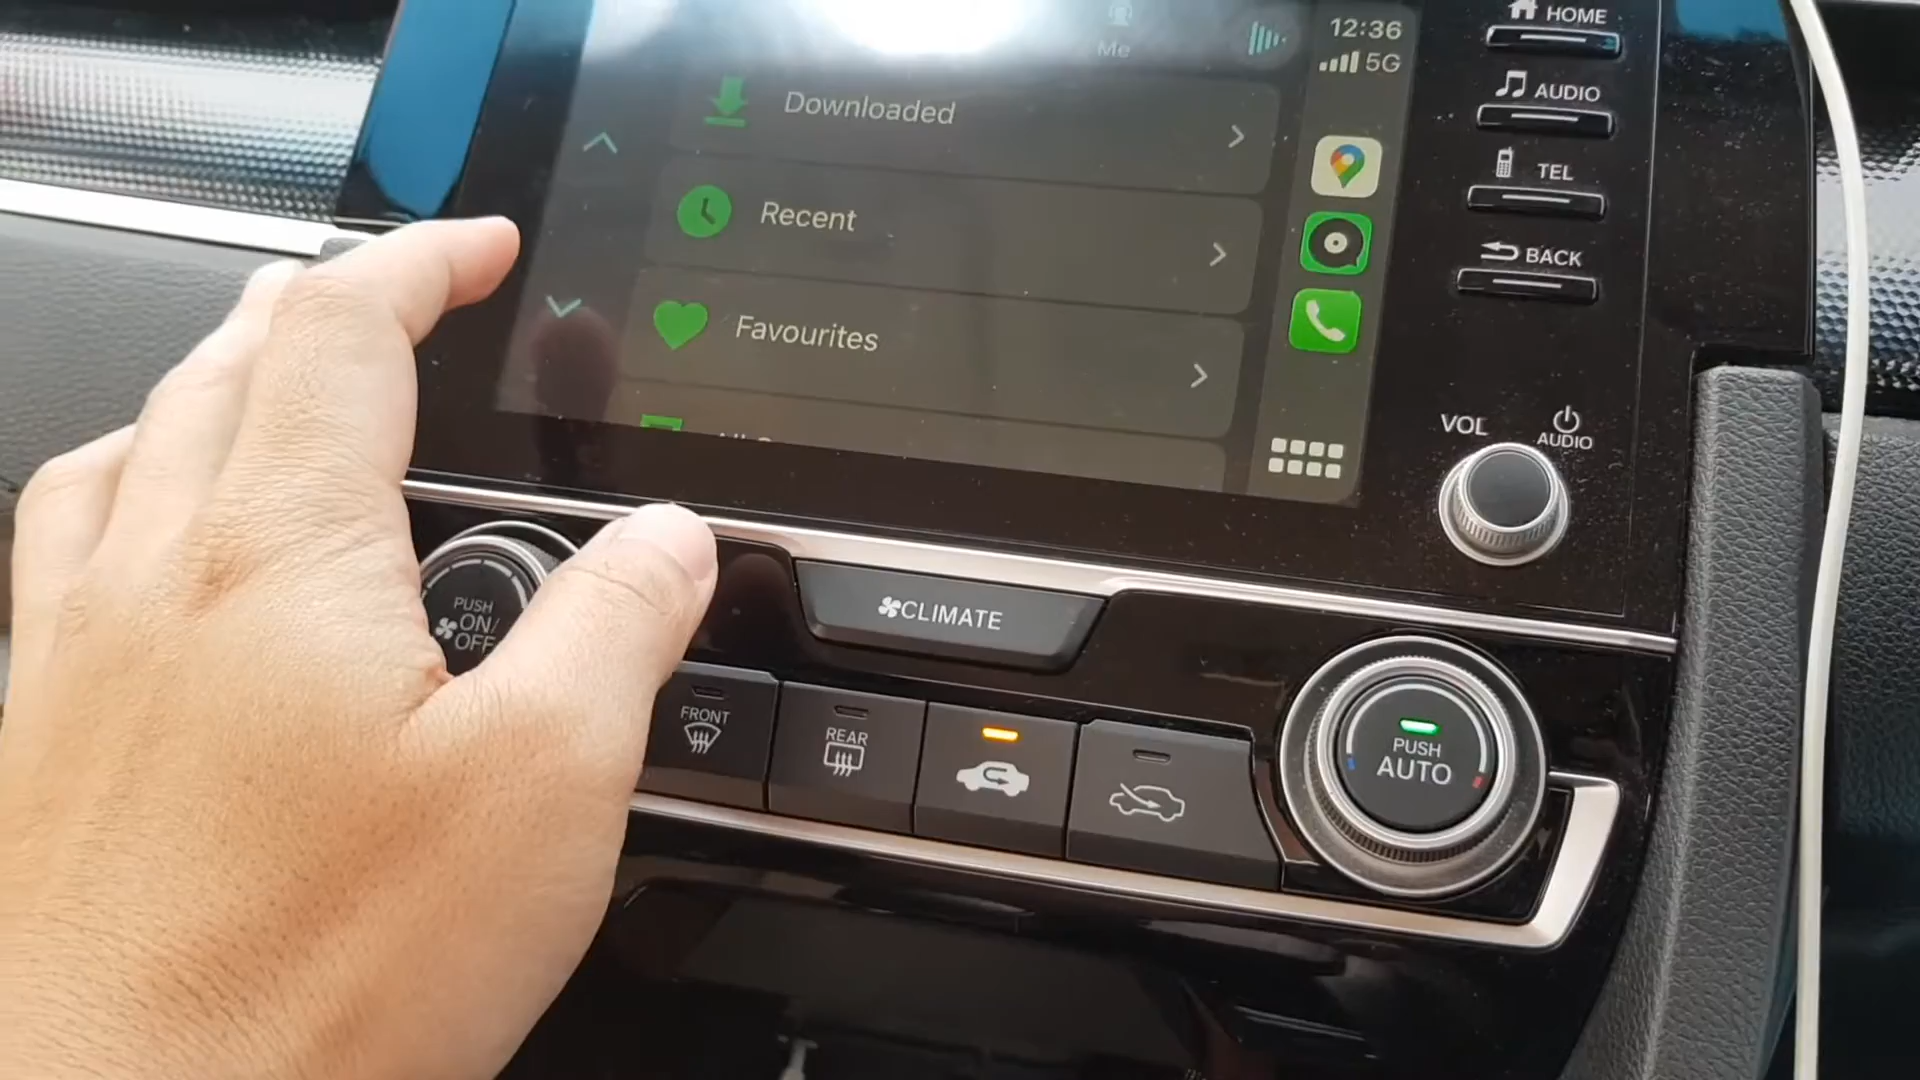 Me
12:36
5G
Downloaded
Recent
Favourites
HOME
AUDIO
TEL
BACK
VOL
AUDIO
PUSH
ON/
OFF
CLIMATE
FRONT
REAR
PUSH
AUTO